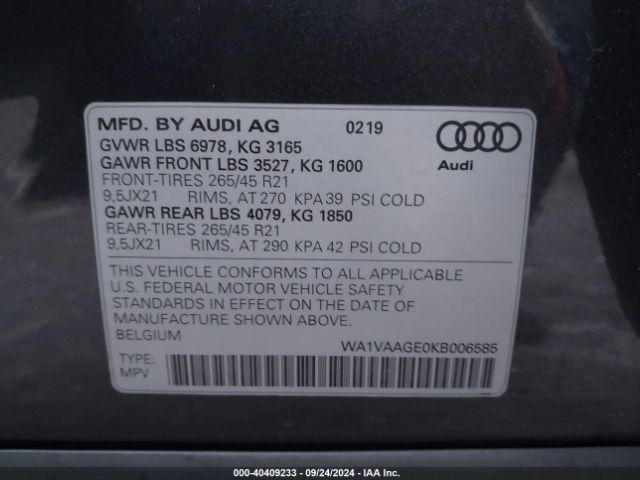 MFD. BY AUDI AG 0219
GVWR LBS 6978, KG 3165
GAWR FRONT LBS 3527, KG 1600
FRONT-TIRES 265/45 R21
9,5JX21 RIMS, AT 270 KPA 39 PSI COLD
GAWR REAR LBS 4079, KG 1850
REAR-TIRES 265/45 R21
9,5JX21 RIMS, AT 290 KPA 42 PSI COLD
Audi
THIS VEHICLE CONFORMS TO ALL APPLICABLE
U.S. FEDERAL MOTOR VEHICLE SAFETY
STANDARDS IN EFFECT ON THE DATE OF
MANUFACTURE SHOWN ABOVE.
BELGIUM
WA1VAAGE0KB006585
TYPE:
MPV
000-40409233 - 09/24/2024 - IAA Inc.